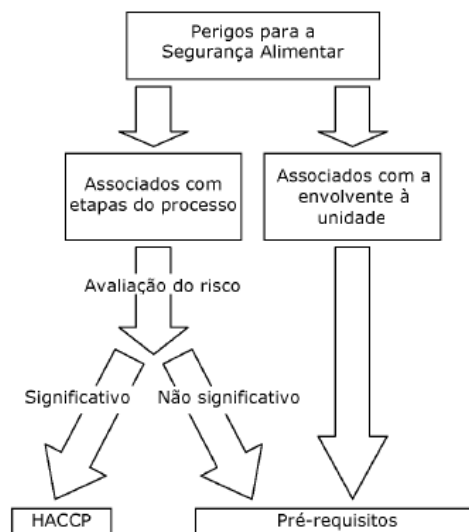 Perigos para a
Segurança Alimentar
Associados com
etapas do processo
Associados com a
envolvente à
unidade
Avaliação do risco
Significativo
Não significativo
HACCP
Pré-requisitos